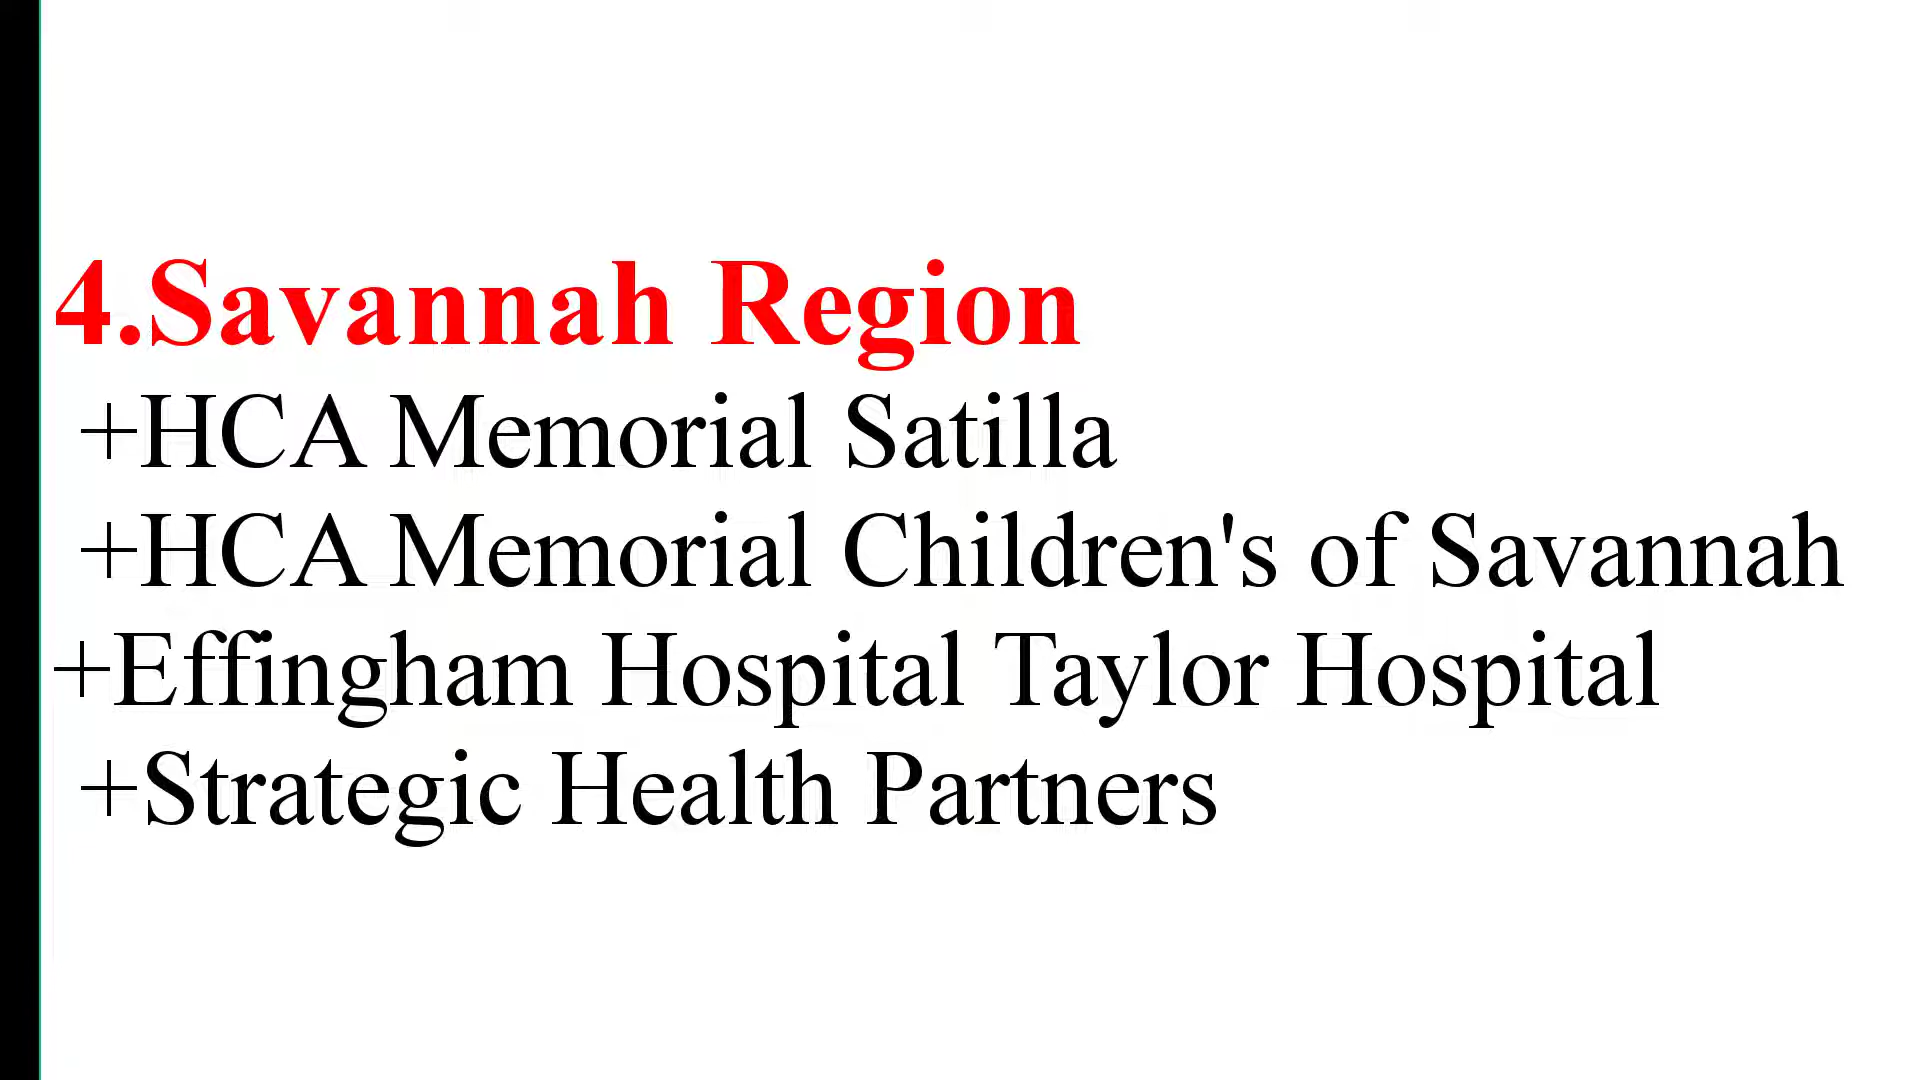 4.Savannah Region
+HCA Memorial Satilla
+HCA Memorial Children's of Savannah
+Effingham Hospital Taylor Hospital
+Strategic Health Partners